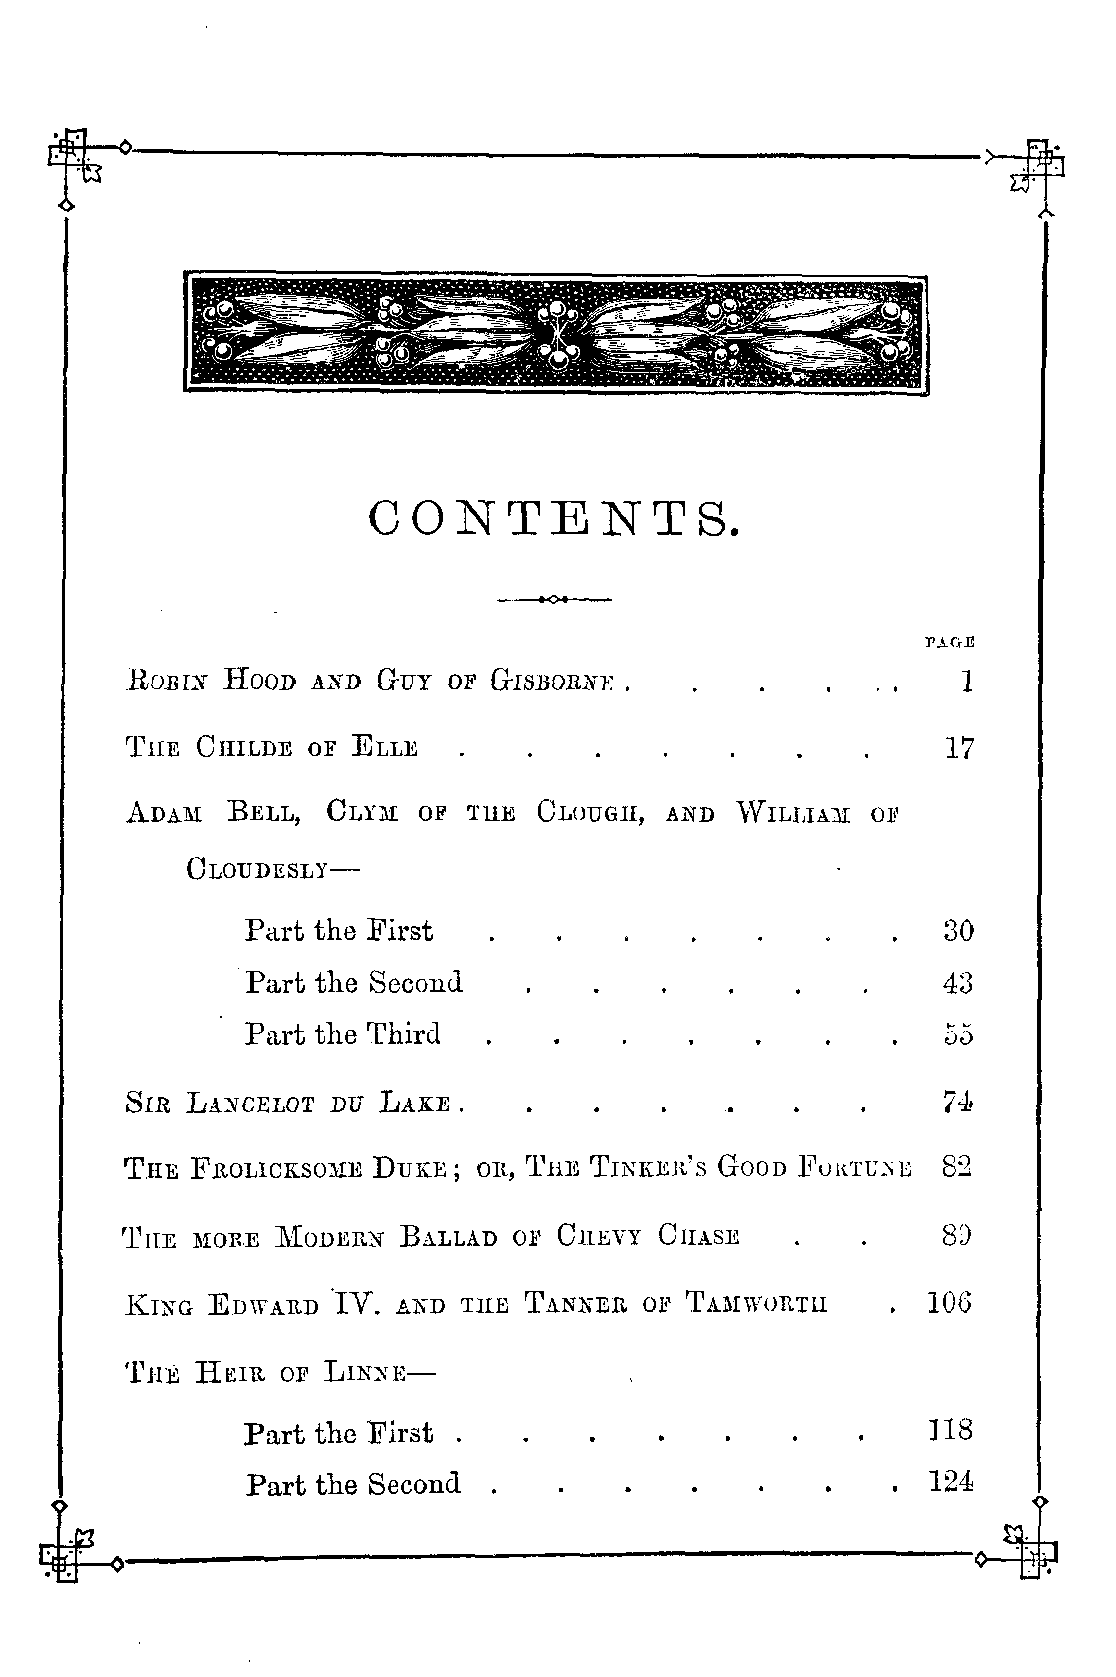 CONTENTS.
PAGE
ROBIN HOOD AND GUY OF GISBORNE . . . . . . 1
THE CHILDE OF ELLE . . . . . . . 17
ADAM BELL, CLYM OF THE CLOUGH, AND WILLIAM OF
CLOUDESLY—
Part the First . . . . . . . 30
Part the Second . . . . . . 43
Part the Third . . . . . . . 55
SIR LANCELOT DU LAKE . . . . . . . 74
THE FROLICKSOME DUKE; OR, THE TINKER'S GOOD FORTUNE 82
THE MORE MODERN BALLAD OF CHEVY CHASE . . 89
KING EDWARD IV. AND THE TANNER OF TAMWORTH . 106
THE HEIR OF LINNE—
Part the First . . . . . . . 118
Part the Second . . . . . . . 124